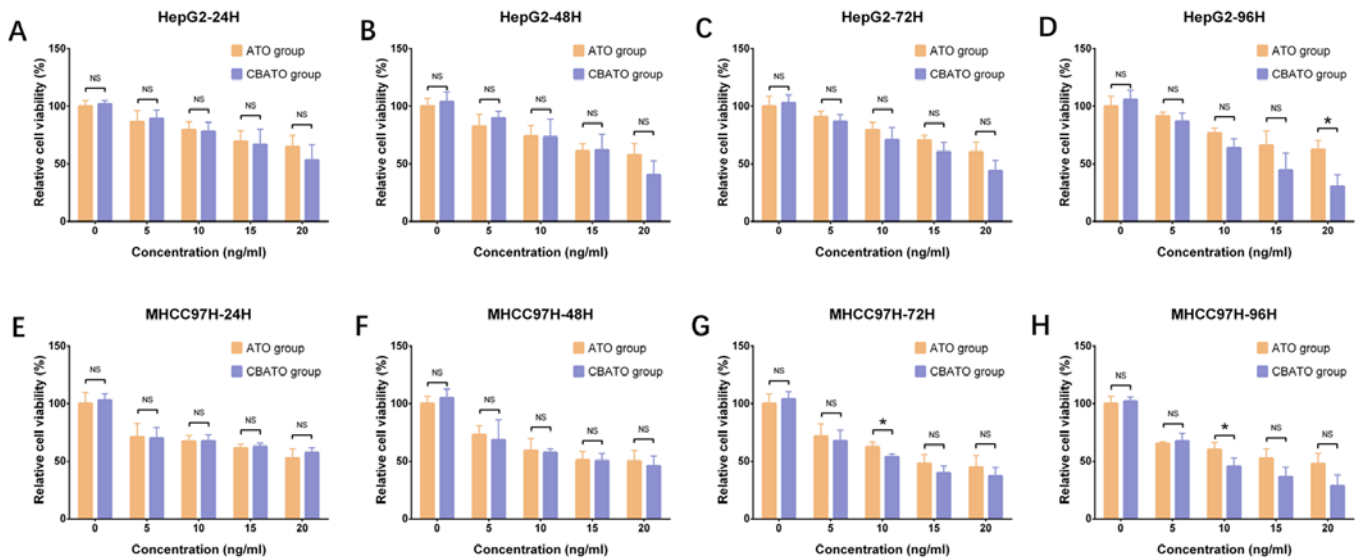 A
HepG2-24H
Relative cell viability (%)
150
100
50
0
ATO group
CBATO group
NS
NS
NS
NS
NS
0 5 10 15 20
Concentration (ng/ml)
B
HepG2-48H
Relative cell viability (%)
150
100
50
0
ATO group
CBATO group
NS
NS
NS
NS
NS
0 5 10 15 20
Concentration (ng/ml)
C
HepG2-72H
Relative cell viability (%)
150
100
50
0
ATO group
CBATO group
NS
NS
NS
NS
NS
0 5 10 15 20
Concentration (ng/ml)
D
HepG2-96H
Relative cell viability (%)
150
100
50
0
ATO group
CBATO group
NS
NS
NS
NS
*
0 5 10 15 20
Concentration (ng/ml)
E
MHCC97H-24H
Relative cell viability (%)
150
100
50
0
ATO group
CBATO group
NS
NS
NS
NS
NS
0 5 10 15 20
Concentration (ng/ml)
F
MHCC97H-48H
Relative cell viability (%)
150
100
50
0
ATO group
CBATO group
NS
NS
NS
NS
NS
0 5 10 15 20
Concentration (ng/ml)
G
MHCC97H-72H
Relative cell viability (%)
150
100
50
0
ATO group
CBATO group
NS
NS
*
NS
NS
0 5 10 15 20
Concentration (ng/ml)
H
MHCC97H-96H
Relative cell viability (%)
150
100
50
0
ATO group
CBATO group
NS
NS
*
NS
NS
0 5 10 15 20
Concentration (ng/ml)